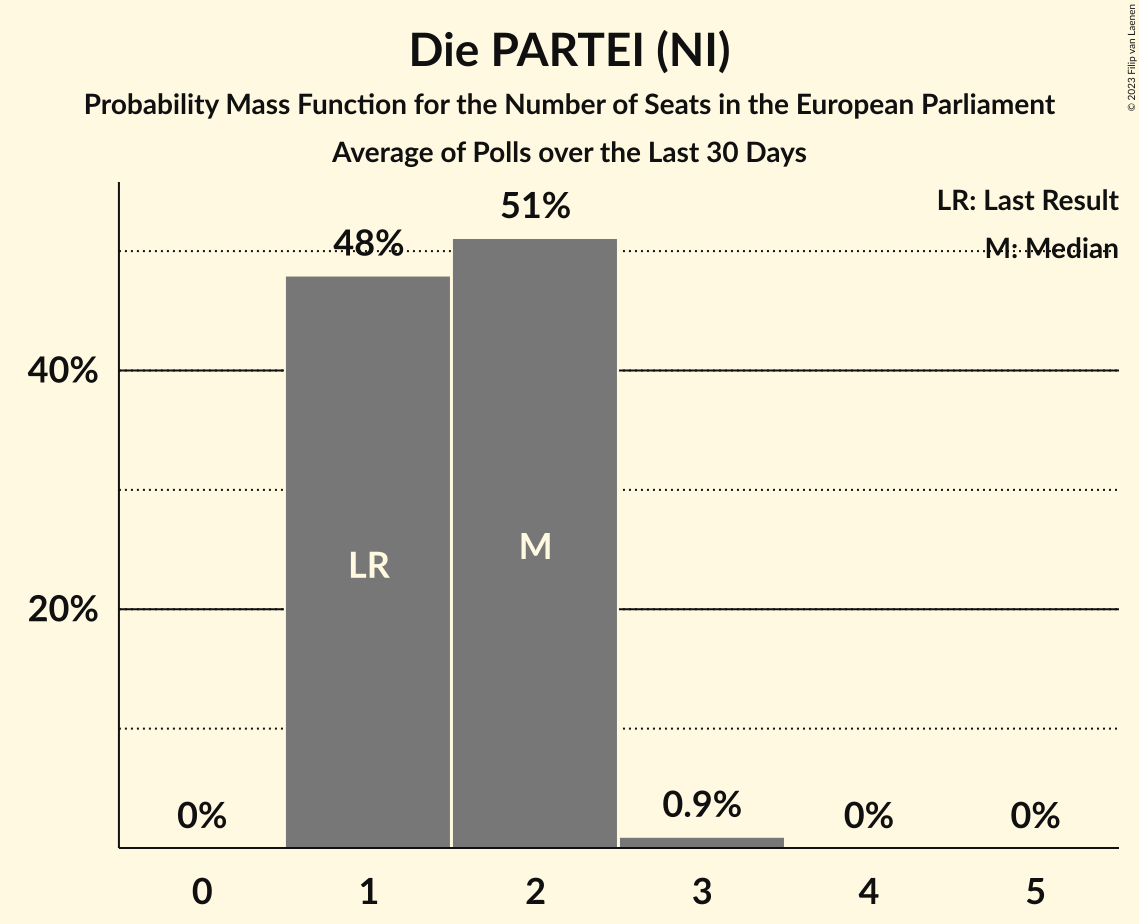 Die PARTEI (NI)
Probability Mass Function for the Number of Seats in the European Parliament
Average of Polls over the Last 30 Days
© 2023 Filip van Laenen
LR: Last Result
M: Median
51%
48%
40%
20%
LR
M
0%
0.9%
0%
0%
0 1 2 3 4 5